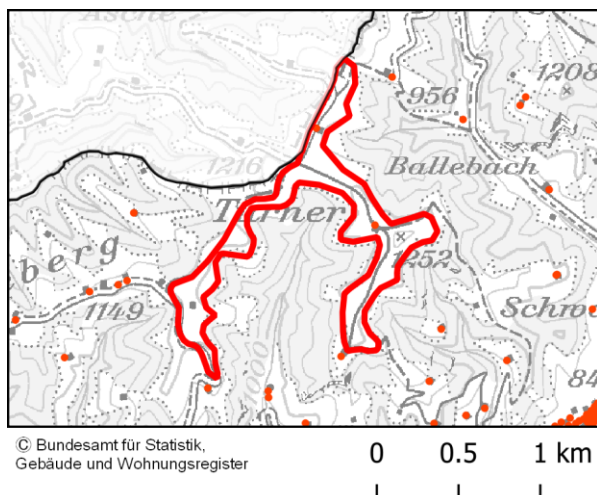 Asche
1208
956
1216
Ballebach
Turner
berg
1252
1149
Schw
84
© Bundesamt für Statistik,
Gebäude und Wohnungsregister
0 0.5 1 km